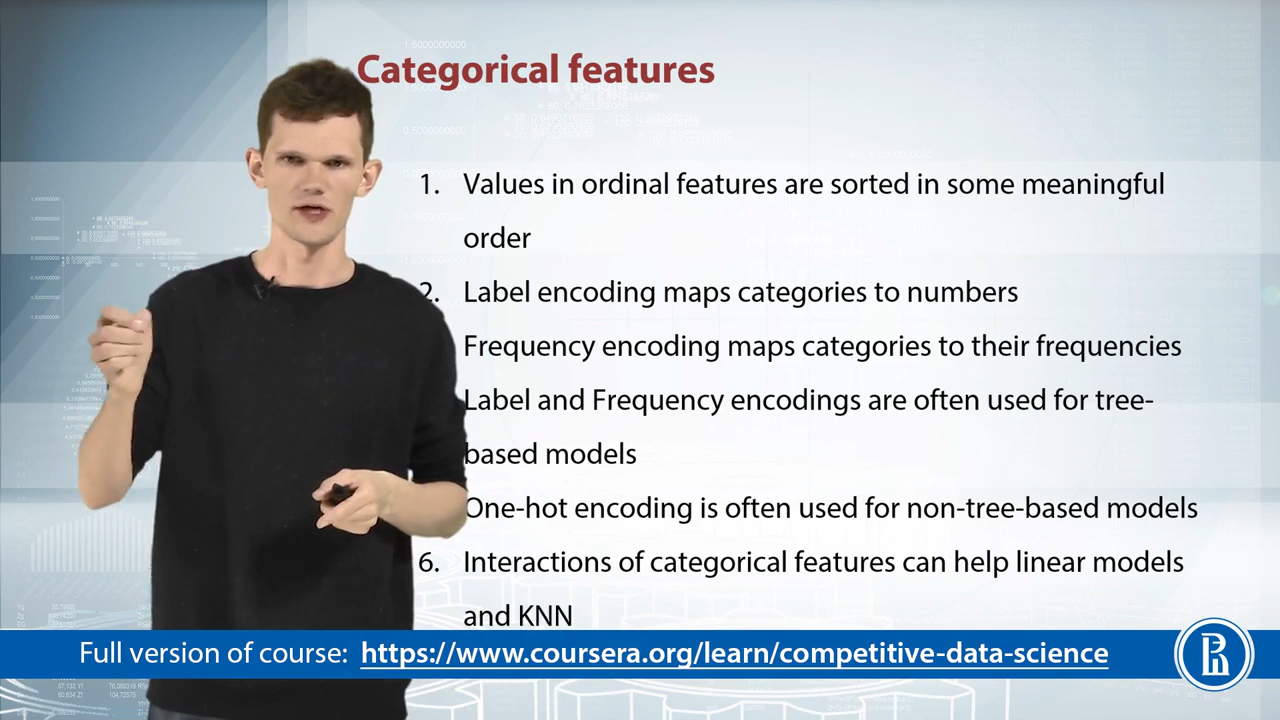 Categorical features
1. Values in ordinal features are sorted in some meaningful
order
2. Label encoding maps categories to numbers
Frequency encoding maps categories to their frequencies
Label and Frequency encodings are often used for tree-
based models
One-hot encoding is often used for non-tree-based models
6. Interactions of categorical features can help linear models
and KNN
Full version of course: https://www.coursera.org/learn/competitive-data-science